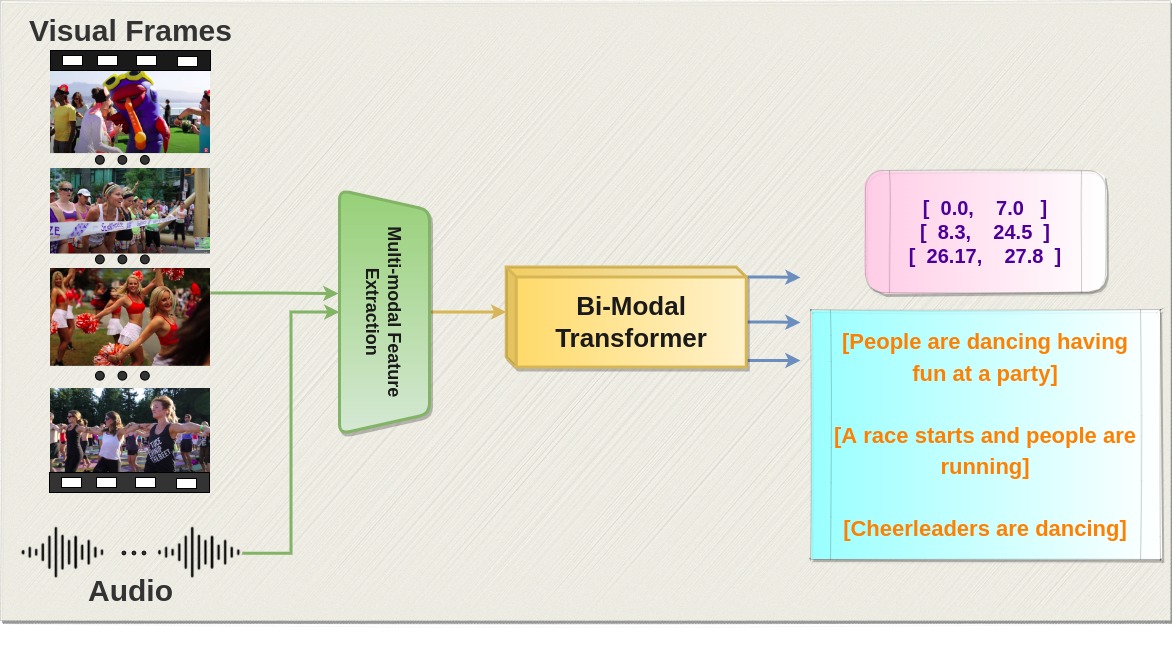 Visual Frames
Multi-modal Feature
Extraction
Bi-Modal
Transformer
[ 0.0, 7.0 ]
[ 8.3, 24.5 ]
[ 26.17, 27.8 ]
[People are dancing having
fun at a party]
[A race starts and people are
running]
[Cheerleaders are dancing]
Audio